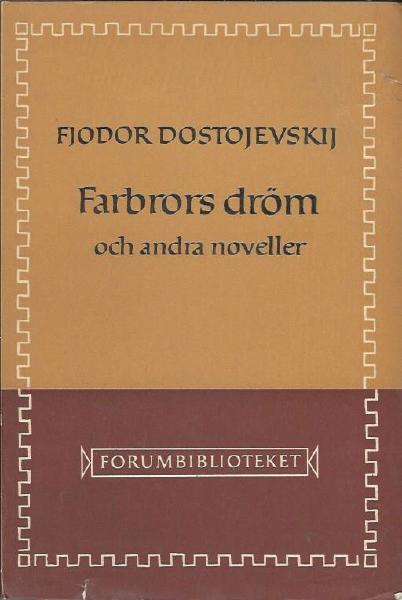 FJODOR DOSTOJEVSKIJ
Farbrors dröm
och andra noveller
FORUMBIBLIOTEKET